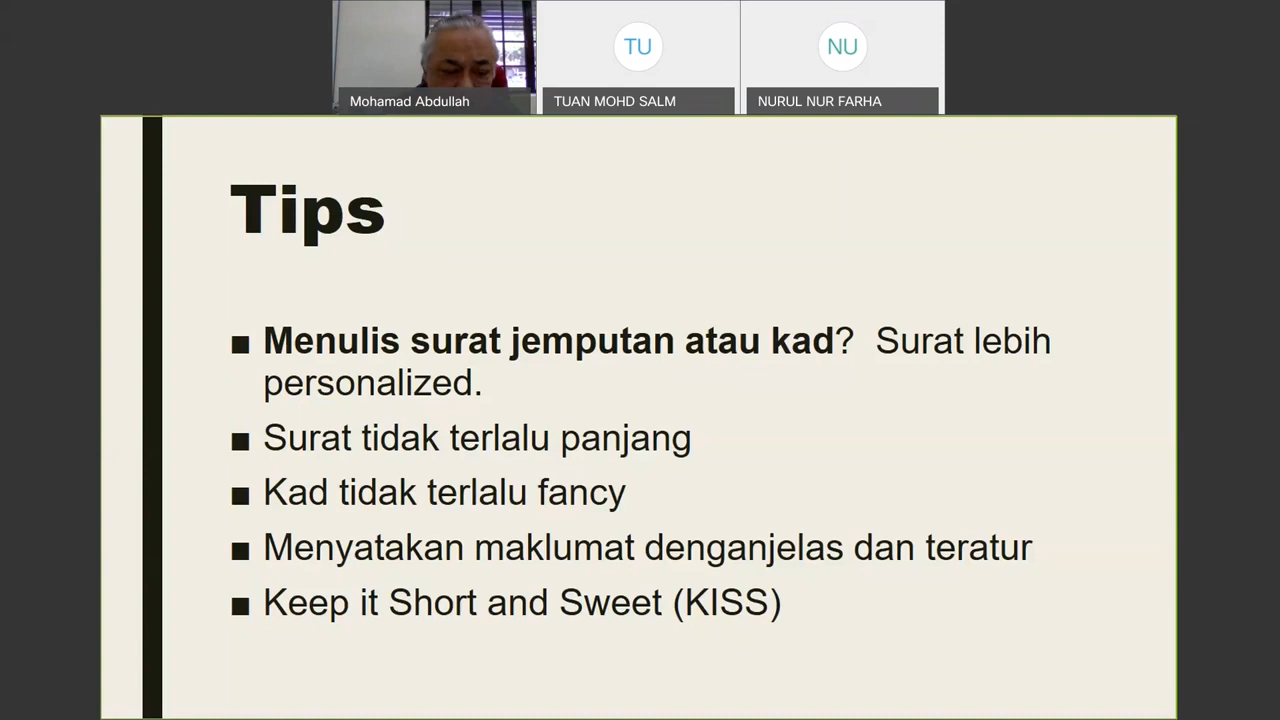 TU
NU
Mohamad Abdullah
TUAN MOHD SALM
NURUL NUR FARHA
Tips
■ Menulis surat jemputan atau kad? Surat lebih
personalized.
■ Surat tidak terlalu panjang
■ Kad tidak terlalu fancy
■ Menyatakan maklumat denganjelas dan teratur
■ Keep it Short and Sweet (KISS)